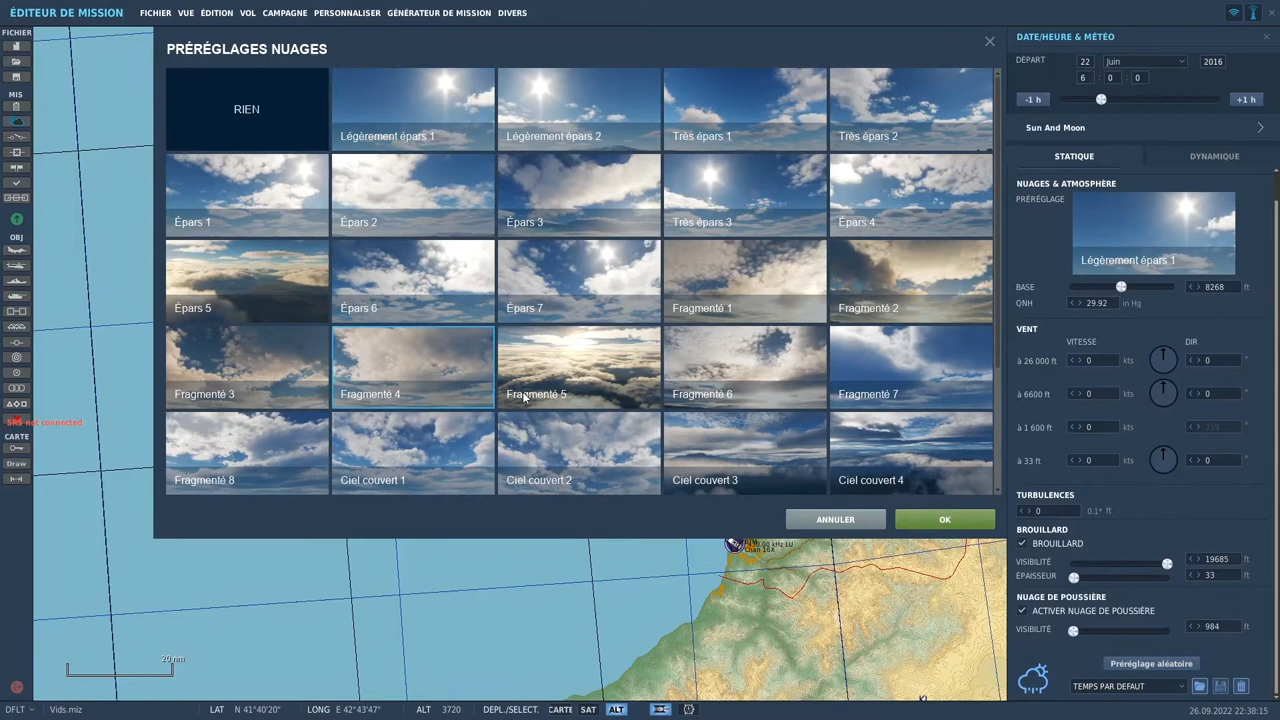 ÉDITEUR DE MISSION
FICHIER VUE ÉDITION VOL CAMPAGNE PERSONNALISER GÉNÉRATEUR DE MISSION DIVERS
FICHIER
MIS
OBJ
SRS not connected
CARTE
Draw
PRÉRÉGLAGES NUAGES
RIEN
Légèrement épars 1
Légèrement épars 2
Très épars 1
Très épars 2
Épars 1
Épars 2
Épars 3
Très épars 3
Épars 4
Épars 5
Épars 6
Épars 7
Fragmenté 1
Fragmenté 2
Fragmenté 3
Fragmenté 4
Fragmenté 5
Fragmenté 6
Fragmenté 7
Fragmenté 8
Ciel couvert 1
Ciel couvert 2
Ciel couvert 3
Ciel couvert 4
ANNULER
OK
kHz LU
Chan 16X
20 nm
DATE/HEURE & MÉTÉO
DÉPART 22 Juin 2016
6 : 0 : 0
-1 h +1 h
Sun And Moon
STATIQUE DYNAMIQUE
NUAGES & ATMOSPHÈRE
PRÉRÉGLAGE
Légèrement épars 1
BASE 8268 ft
QNH 29.92 in Hg
VENT
VITESSE DIR
à 26 000 ft 0 kts 0 °
à 6600 ft 0 kts 0 °
à 1 600 ft 0 kts 359 °
à 33 ft 0 kts 0 °
TURBULENCES
0 0.1* ft
BROUILLARD
BROUILLARD
VISIBILITÉ 19685 ft
ÉPAISSEUR 33 ft
NUAGE DE POUSSIÈRE
ACTIVER NUAGE DE POUSSIÈRE
VISIBILITÉ 984 ft
Préréglage aléatoire
TEMPS PAR DEFAUT
DFLT Vids.miz LAT N 41°40'20" LONG E 42°43'47" ALT 3720 DEPL./SELECT. CARTE SAT ALT 26.09.2022 22:38:15